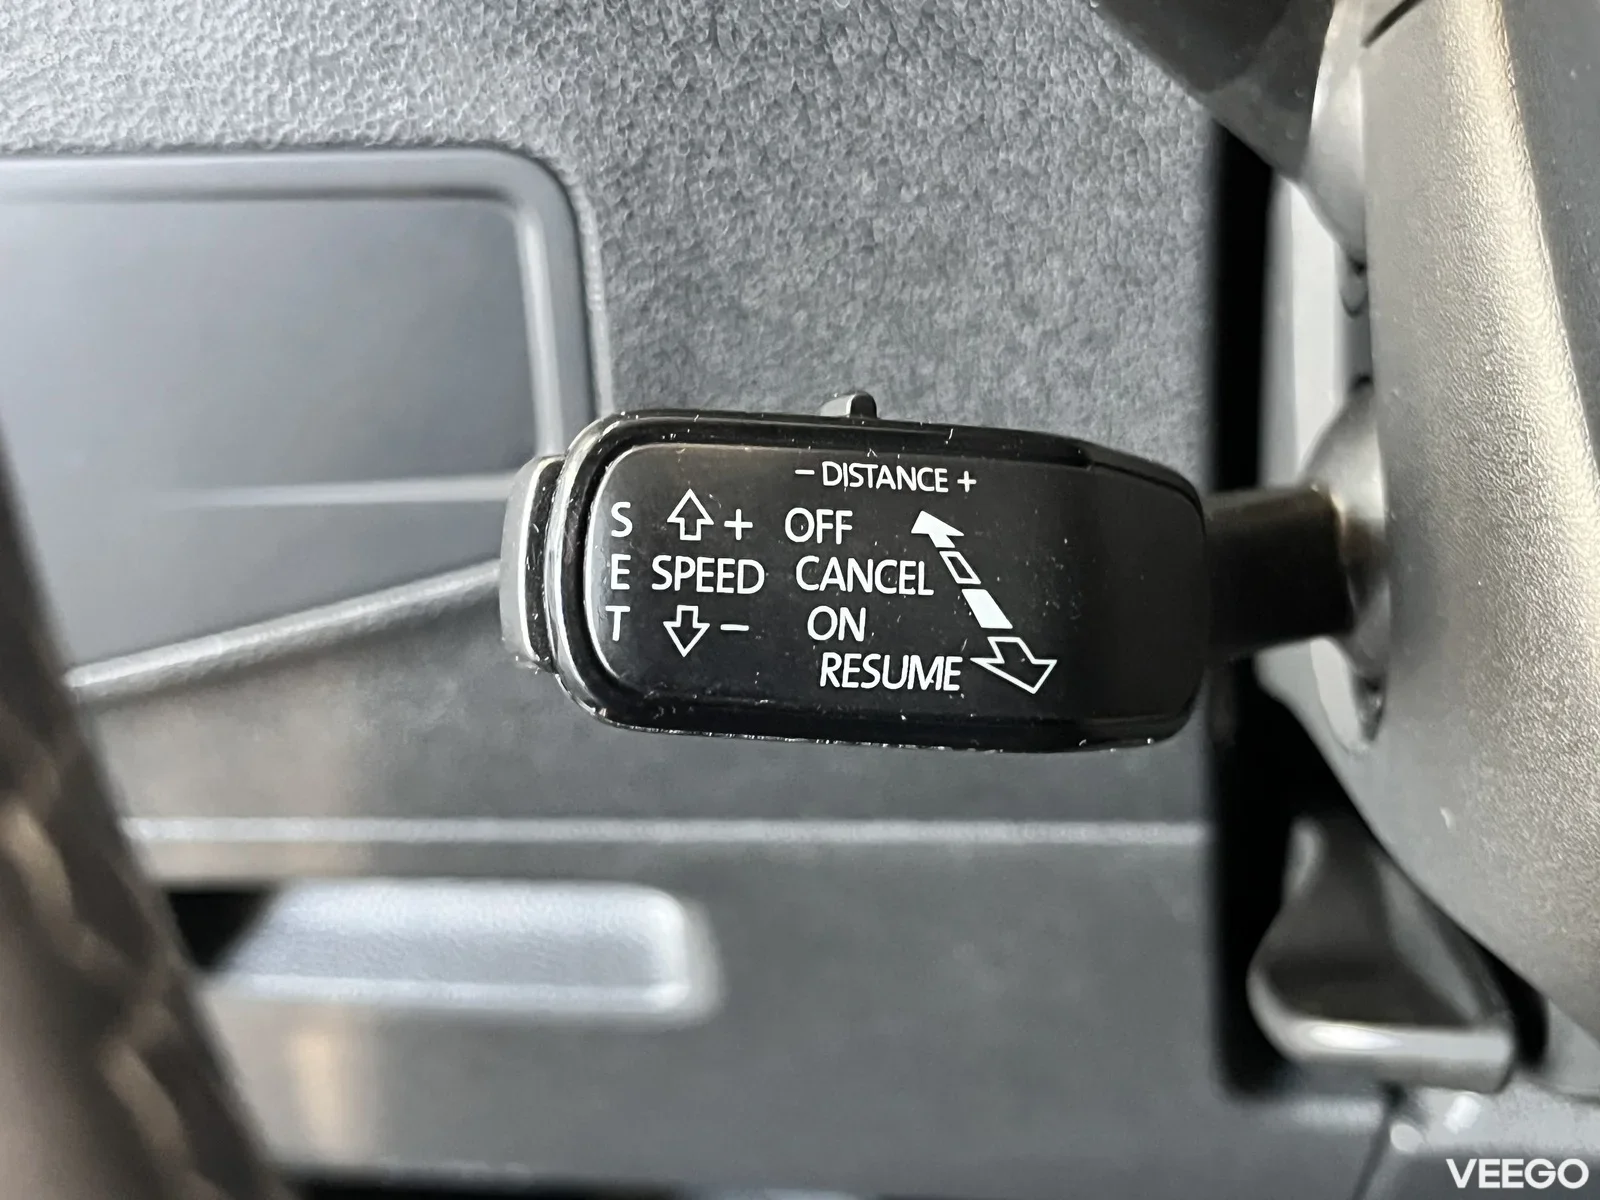 − DISTANCE +
S + OFF
E SPEED CANCEL
T − ON
RESUME
VEEGO